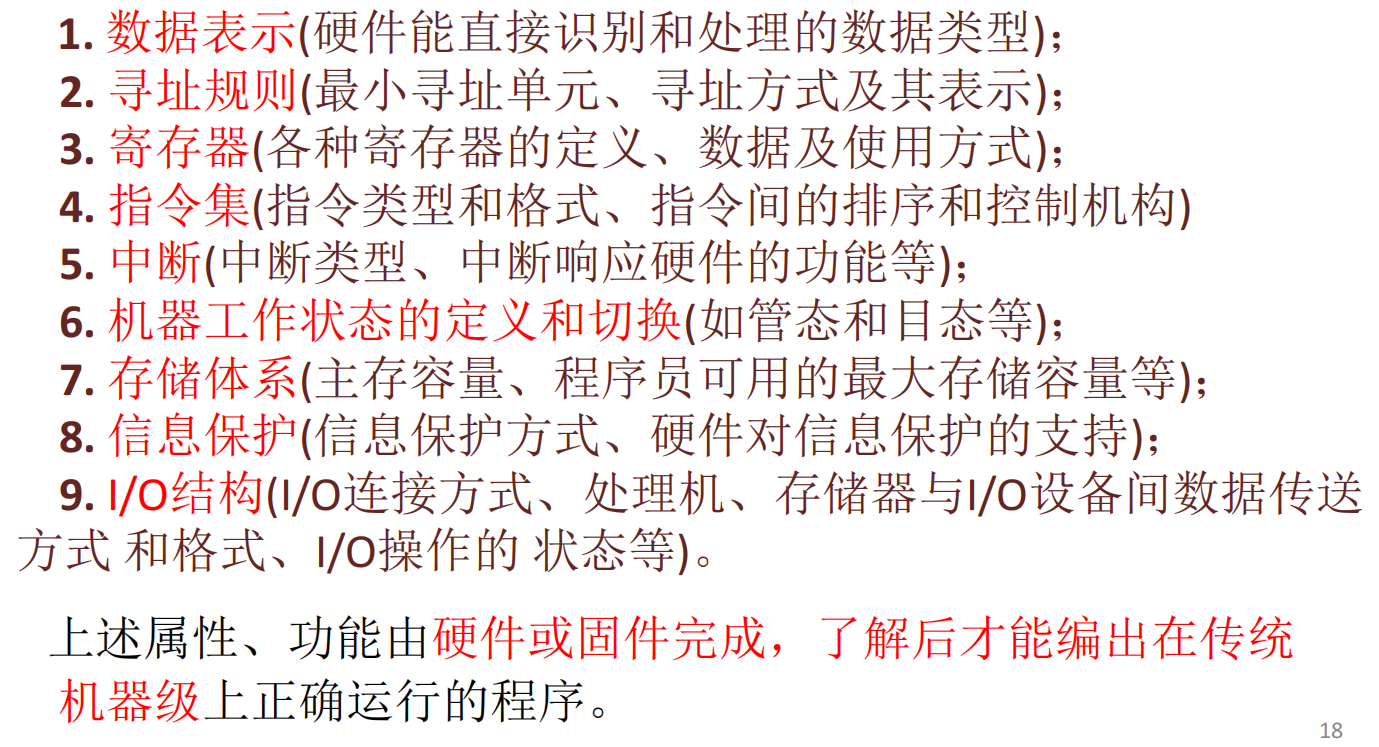 1. 数据表示(硬件能直接识别和处理的数据类型)；
2. 寻址规则(最小寻址单元、寻址方式及其表示)；
3. 寄存器(各种寄存器的定义、数据及使用方式)；
4. 指令集(指令类型和格式、指令间的排序和控制机构)
5. 中断(中断类型、中断响应硬件的功能等)；
6. 机器工作状态的定义和切换(如管态和目态等)；
7. 存储体系(主存容量、程序员可用的最大存储容量等)；
8. 信息保护(信息保护方式、硬件对信息保护的支持)；
9. I/O结构(I/O连接方式、处理机、存储器与I/O设备间数据传送
方式 和格式、I/O操作的 状态等)。
上述属性、功能由硬件或固件完成，了解后才能编出在传统
机器级上正确运行的程序。
18